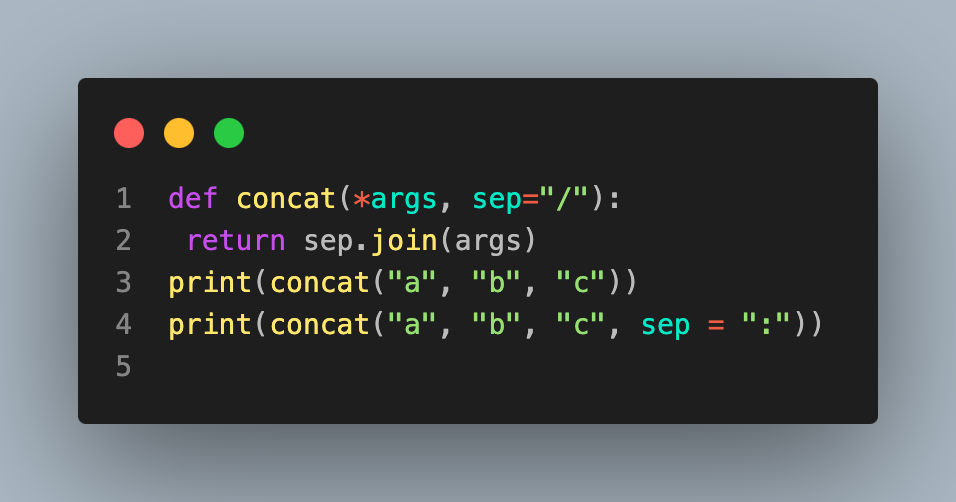 1 def concat(*args, sep="/"):
2  return sep.join(args)
3 print(concat("a", "b", "c"))
4 print(concat("a", "b", "c", sep = ":"))
5